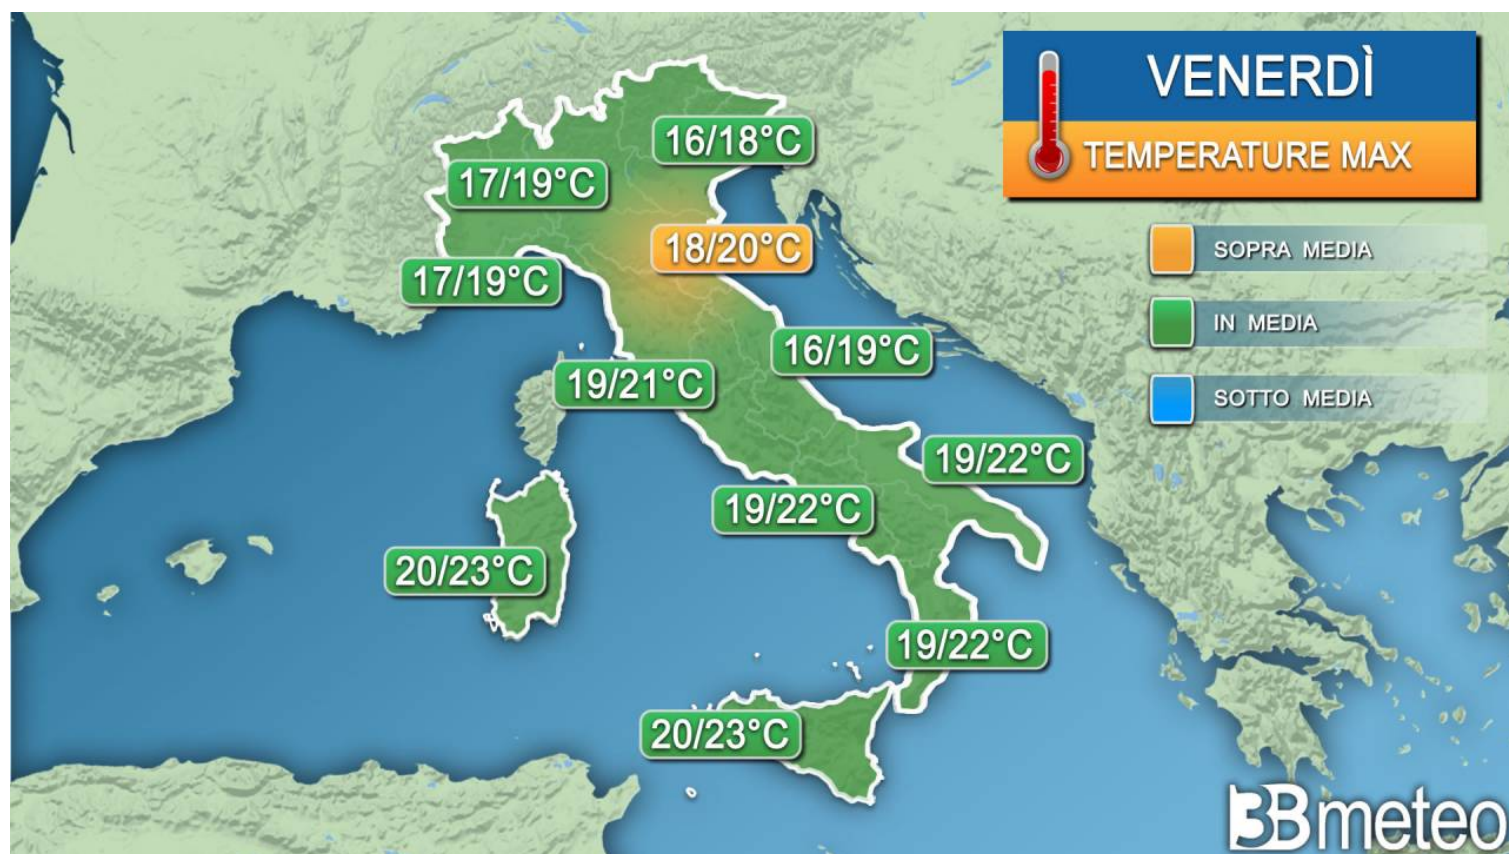 VENERDÌ
TEMPERATURE MAX
16/18°C
17/19°C
18/20°C
17/19°C
16/19°C
19/21°C
19/22°C
19/22°C
20/23°C
19/22°C
20/23°C
SOPRA MEDIA
IN MEDIA
SOTTO MEDIA
3Bmeteo